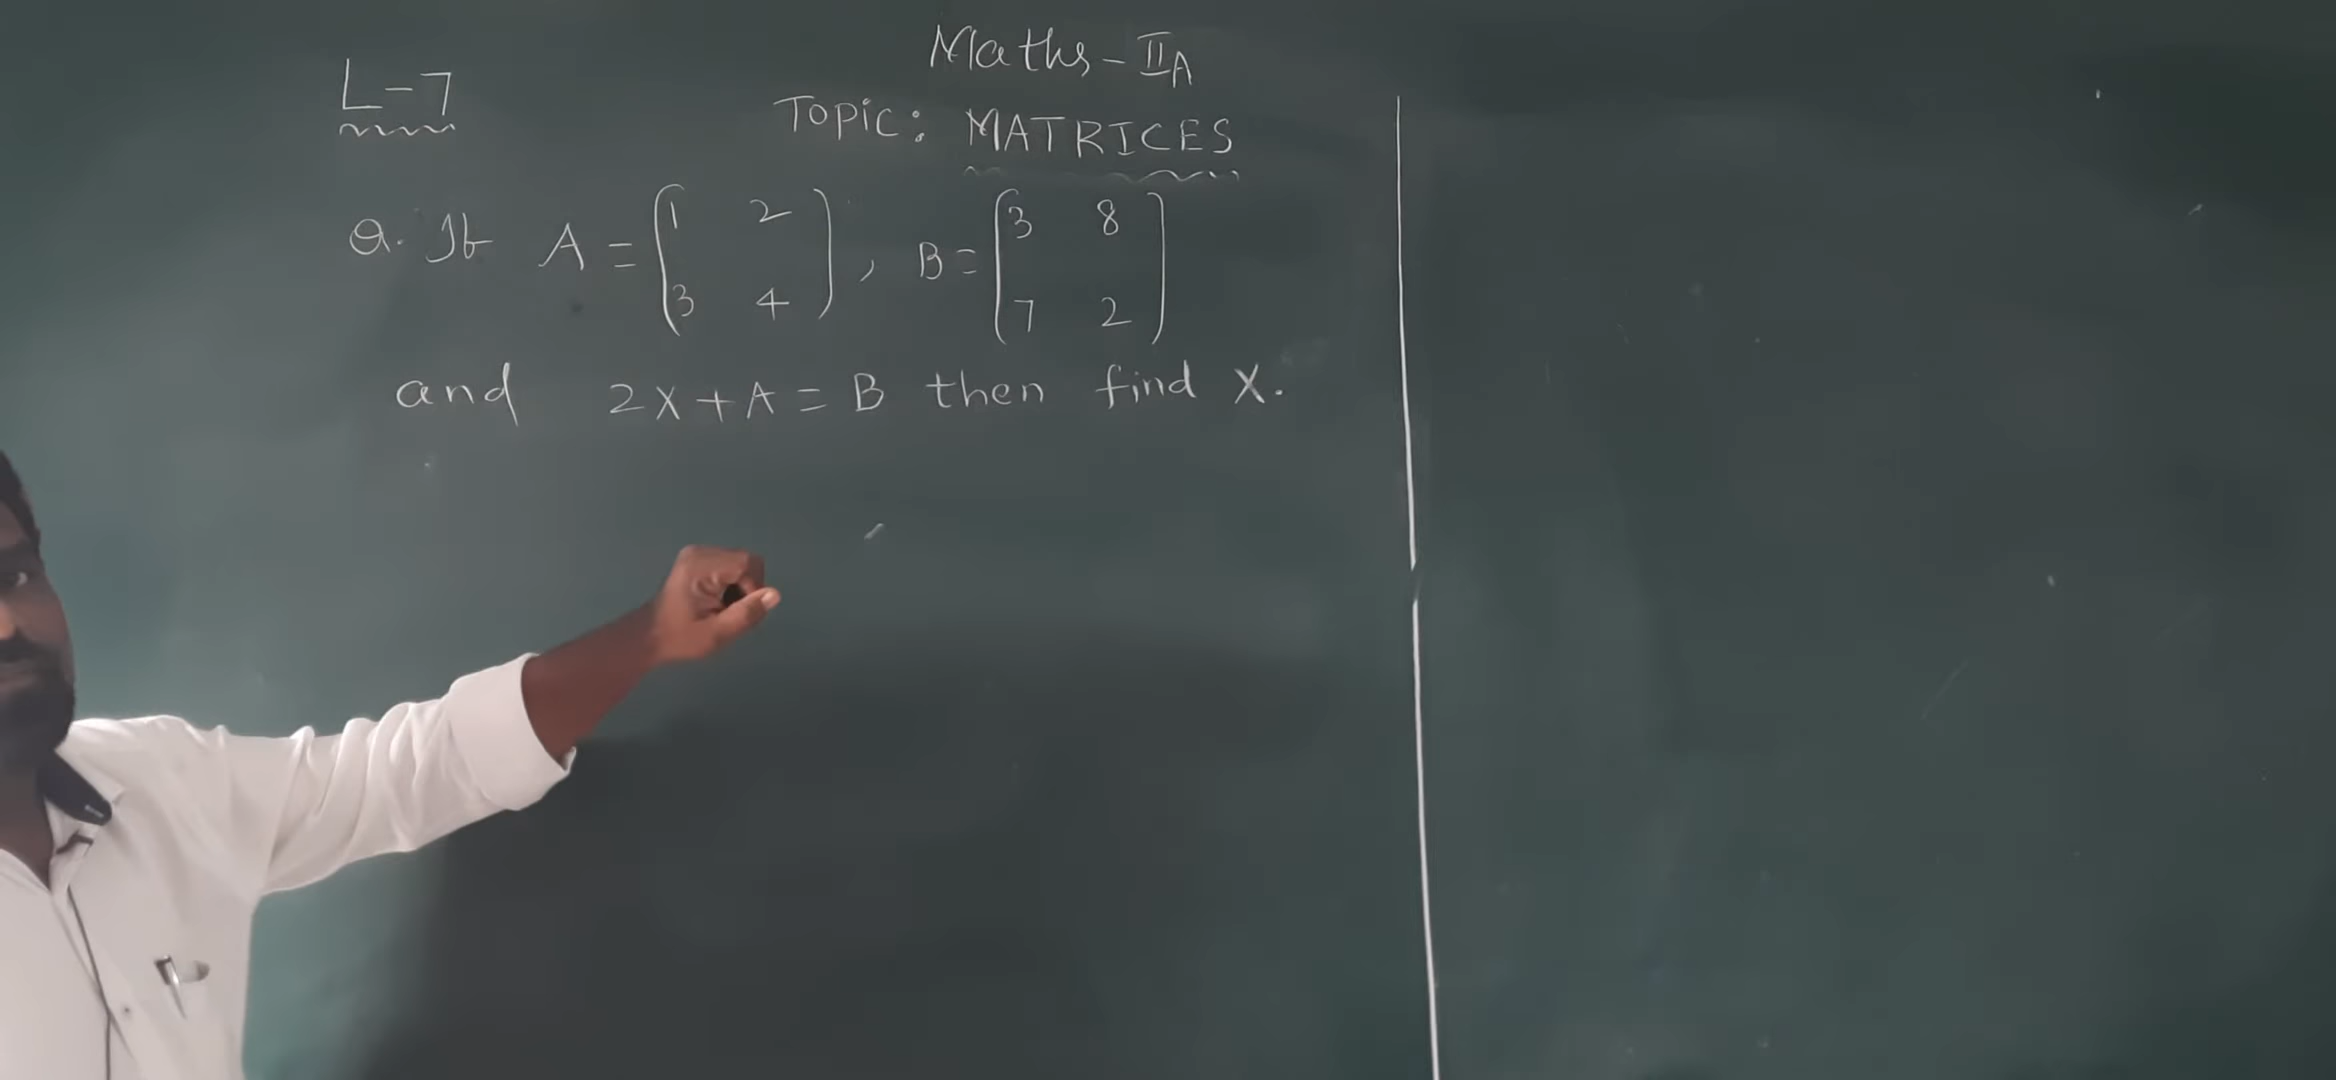 Maths - IIA
L-7
Topic: MATRICES
Q. If A = [1 2
3 4], B = [3 8
7 2]
and 2X + A = B then find X.